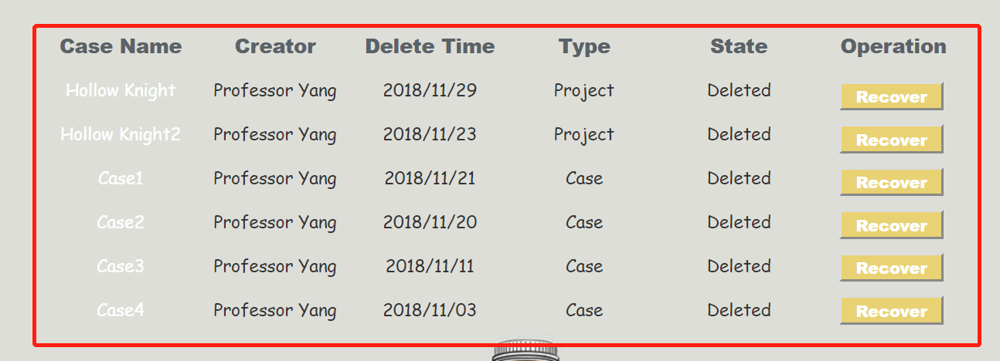 Case Name Creator Delete Time Type State Operation
Hollow Knight Professor Yang 2018/11/29 Project Deleted Recover
Hollow Knight2 Professor Yang 2018/11/23 Project Deleted Recover
Case1 Professor Yang 2018/11/21 Case Deleted Recover
Case2 Professor Yang 2018/11/20 Case Deleted Recover
Case3 Professor Yang 2018/11/11 Case Deleted Recover
Case4 Professor Yang 2018/11/03 Case Deleted Recover